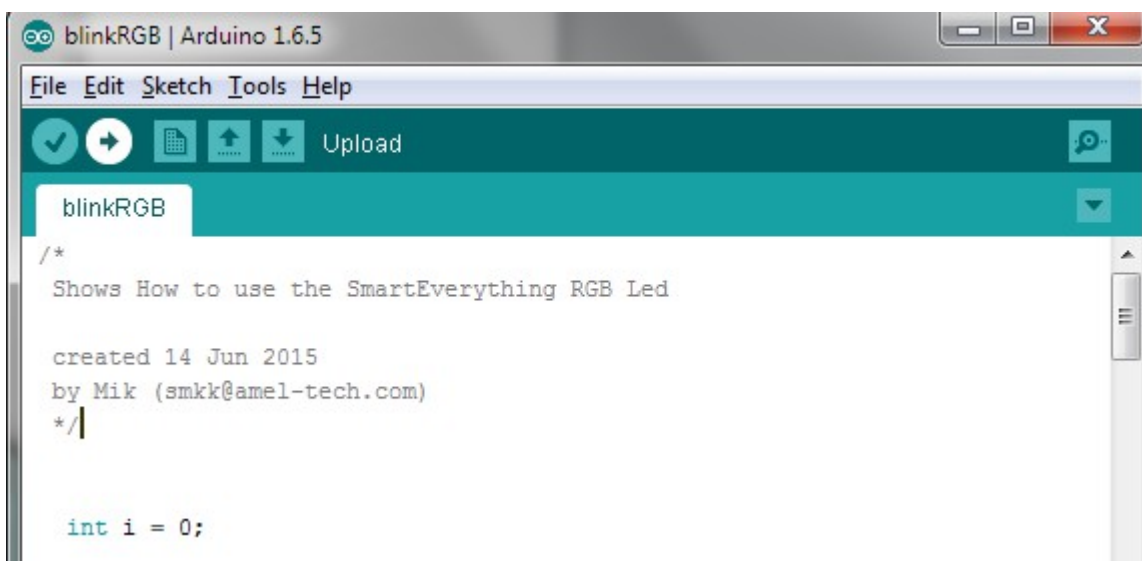 blinkRGB | Arduino 1.6.5
File Edit Sketch Tools Help
Upload
blinkRGB
/*
Shows How to use the SmartEverything RGB Led
created 14 Jun 2015
by Mik (smkk@amel-tech.com)
*/
int i = 0;